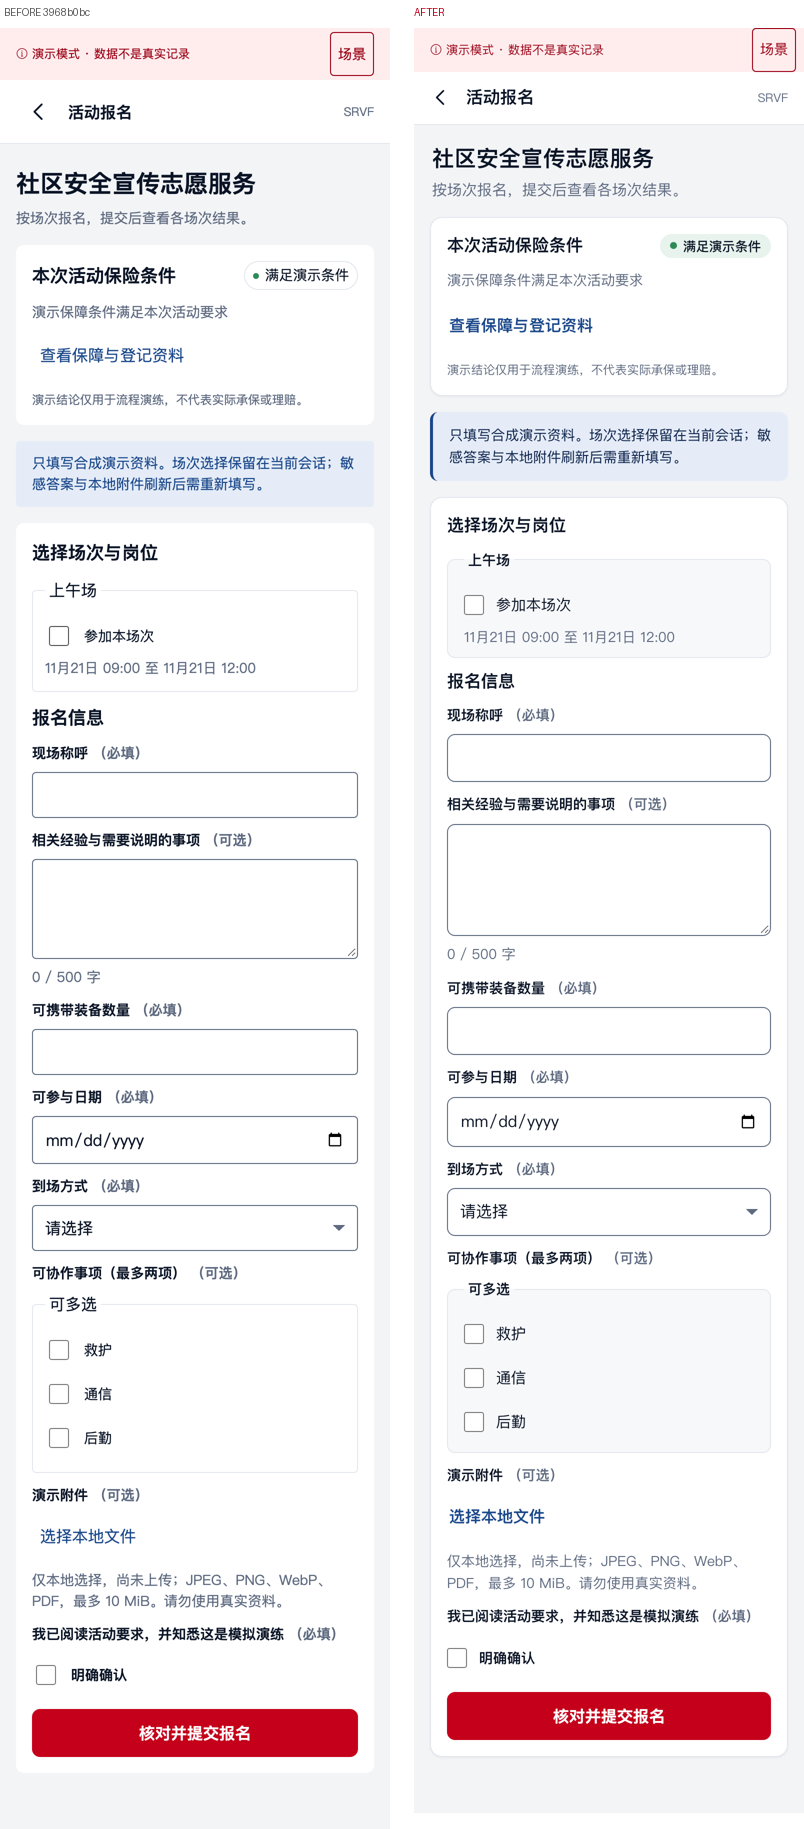 BEFORE 3968b0bc
ⓘ 演示模式 · 数据不是真实记录
场景
活动报名
SRVF
社区安全宣传志愿服务
按场次报名，提交后查看各场次结果。
本次活动保险条件
满足演示条件
演示保障条件满足本次活动要求
查看保障与登记资料
演示结论仅用于流程演练，不代表实际承保或理赔。
只填写合成演示资料。场次选择保留在当前会话；敏
感答案与本地附件刷新后需重新填写。
选择场次与岗位
上午场
参加本场次
11月21日 09:00 至 11月21日 12:00
报名信息
现场称呼 （必填）
相关经验与需要说明的事项 （可选）
0 / 500 字
可携带装备数量 （必填）
可参与日期 （必填）
mm/dd/yyyy
到场方式 （必填）
请选择
可协作事项（最多两项） （可选）
可多选
救护
通信
后勤
演示附件 （可选）
选择本地文件
仅本地选择，尚未上传；JPEG、PNG、WebP、
PDF，最多 10 MiB。请勿使用真实资料。
我已阅读活动要求，并知悉这是模拟演练 （必填）
明确确认
核对并提交报名
AFTER
ⓘ 演示模式 · 数据不是真实记录
场景
活动报名
SRVF
社区安全宣传志愿服务
按场次报名，提交后查看各场次结果。
本次活动保险条件
满足演示条件
演示保障条件满足本次活动要求
查看保障与登记资料
演示结论仅用于流程演练，不代表实际承保或理赔。
只填写合成演示资料。场次选择保留在当前会话；敏
感答案与本地附件刷新后需重新填写。
选择场次与岗位
上午场
参加本场次
11月21日 09:00 至 11月21日 12:00
报名信息
现场称呼 （必填）
相关经验与需要说明的事项 （可选）
0 / 500 字
可携带装备数量 （必填）
可参与日期 （必填）
mm/dd/yyyy
到场方式 （必填）
请选择
可协作事项（最多两项） （可选）
可多选
救护
通信
后勤
演示附件 （可选）
选择本地文件
仅本地选择，尚未上传；JPEG、PNG、WebP、
PDF，最多 10 MiB。请勿使用真实资料。
我已阅读活动要求，并知悉这是模拟演练 （必填）
明确确认
核对并提交报名